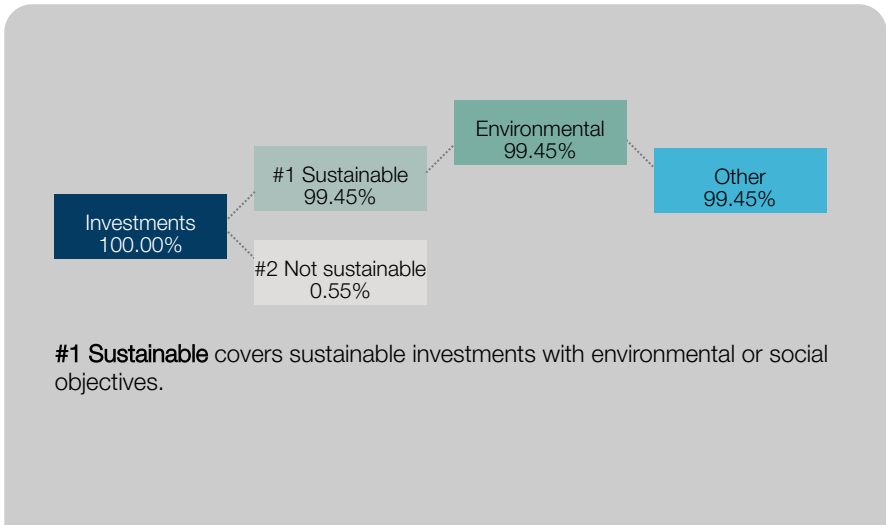 Environmental
99.45%
#1 Sustainable
99.45%
Other
99.45%
Investments
100.00%
#2 Not sustainable
0.55%
#1 Sustainable covers sustainable investments with environmental or social
objectives.